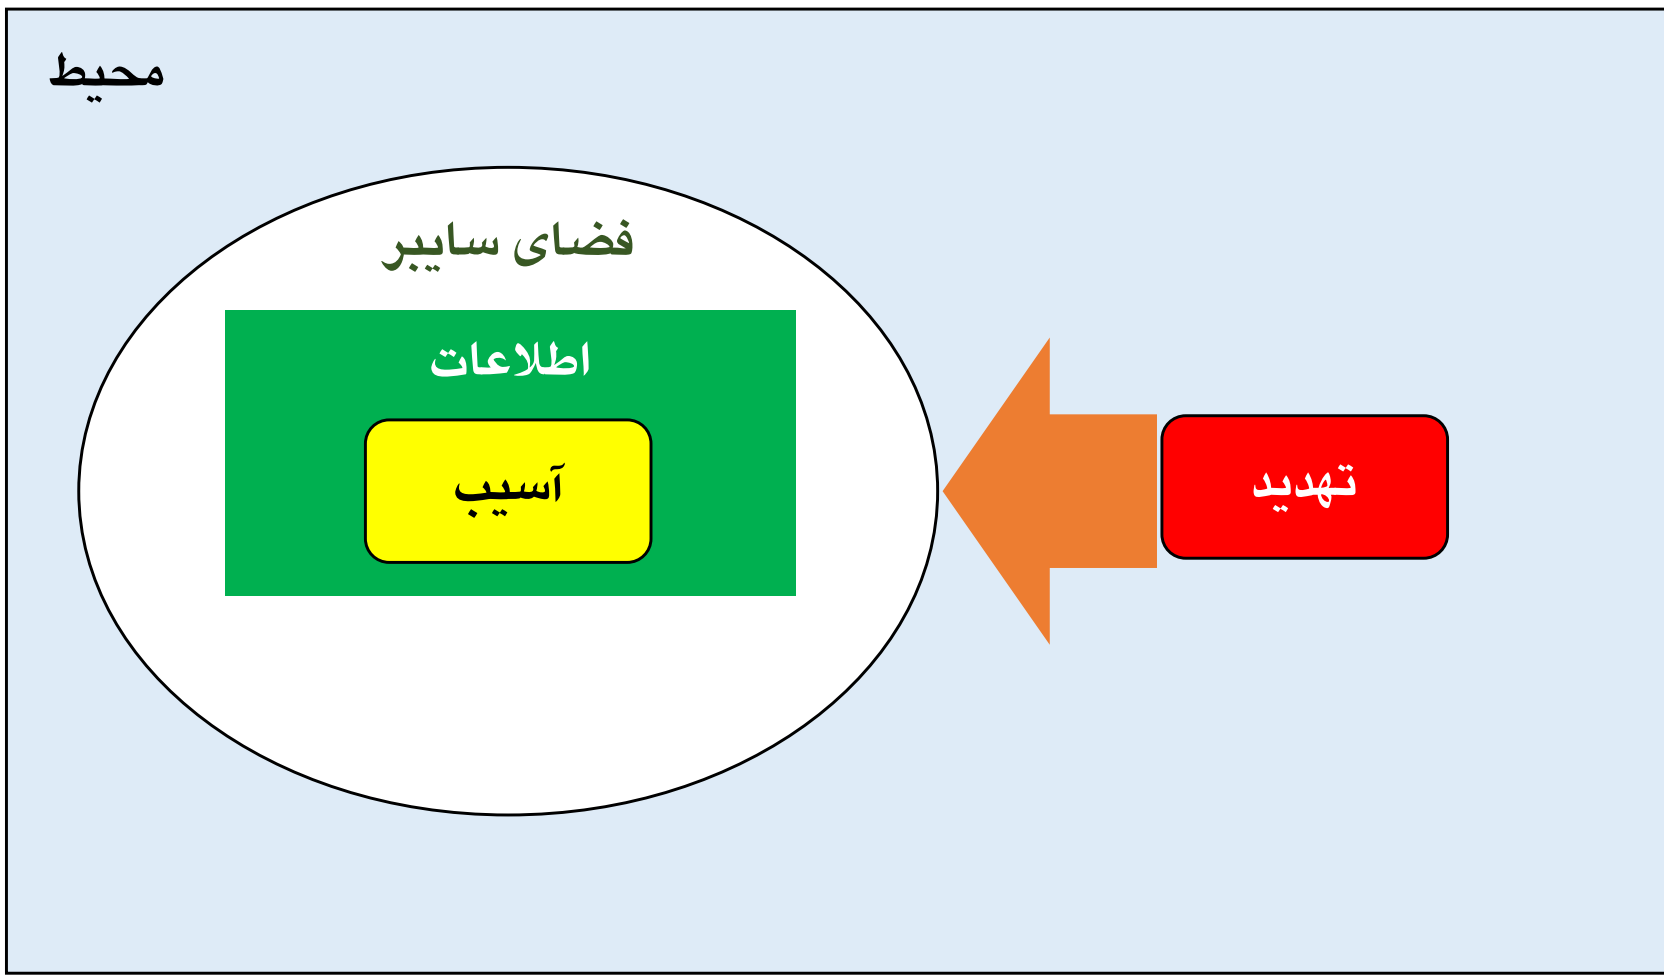 محیط
فضای سایبر
اطلاعات
آسیب
تهدید